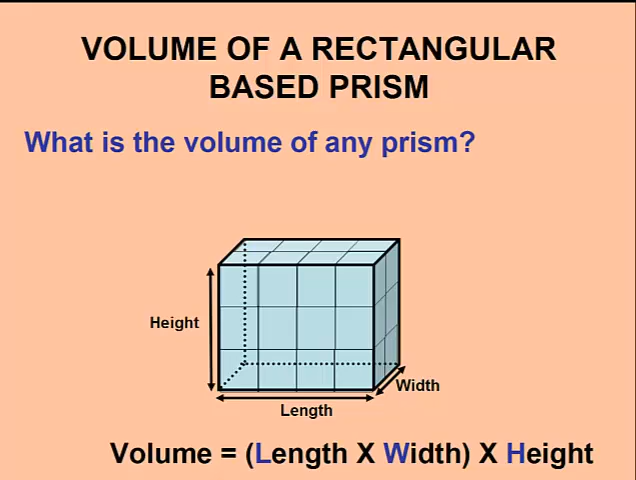 VOLUME OF A RECTANGULAR
BASED PRISM
What is the volume of any prism?
Height
Width
Length
Volume = (Length X Width) X Height